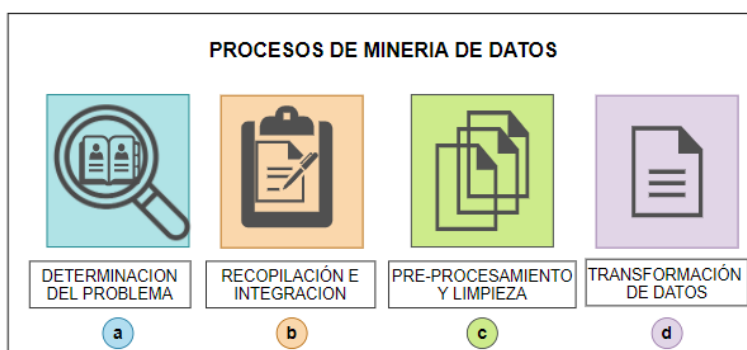 PROCESOS DE MINERIA DE DATOS
DETERMINACION
DEL PROBLEMA
RECOPILACIÓN E
INTEGRACION
PRE-PROCESAMIENTO
Y LIMPIEZA
TRANSFORMACIÓN
DE DATOS
a
b
c
d